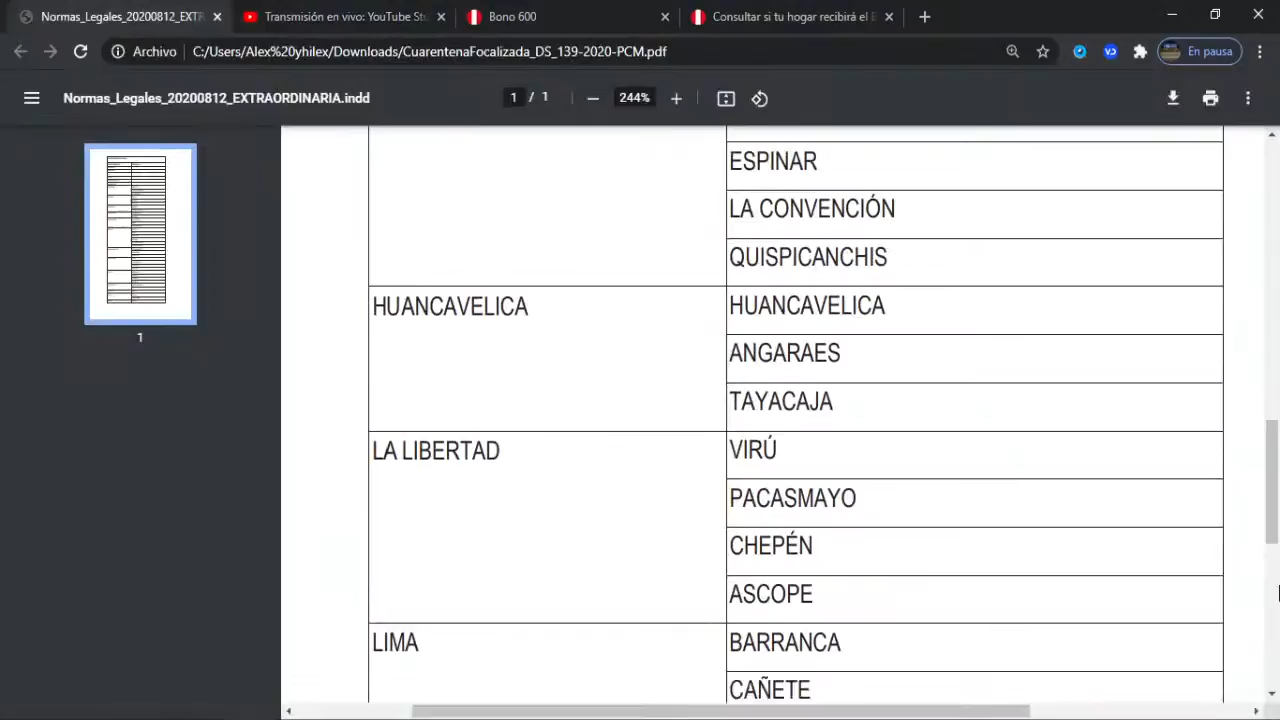 Normas_Legales_20200812_EXTR
Transmisión en vivo: YouTube Stu
Bono 600
Consultar si tu hogar recibirá el B
Archivo
C:/Users/Alex%20yhilex/Downloads/CuarentenaFocalizada_DS_139-2020-PCM.pdf
En pausa
Normas_Legales_20200812_EXTRAORDINARIA.indd
1 / 1
244%
1
ESPINAR
LA CONVENCIÓN
QUISPICANCHIS
HUANCAVELICA HUANCAVELICA
ANGARAES
TAYACAJA
LA LIBERTAD VIRÚ
PACASMAYO
CHEPÉN
ASCOPE
LIMA BARRANCA
CAÑETE